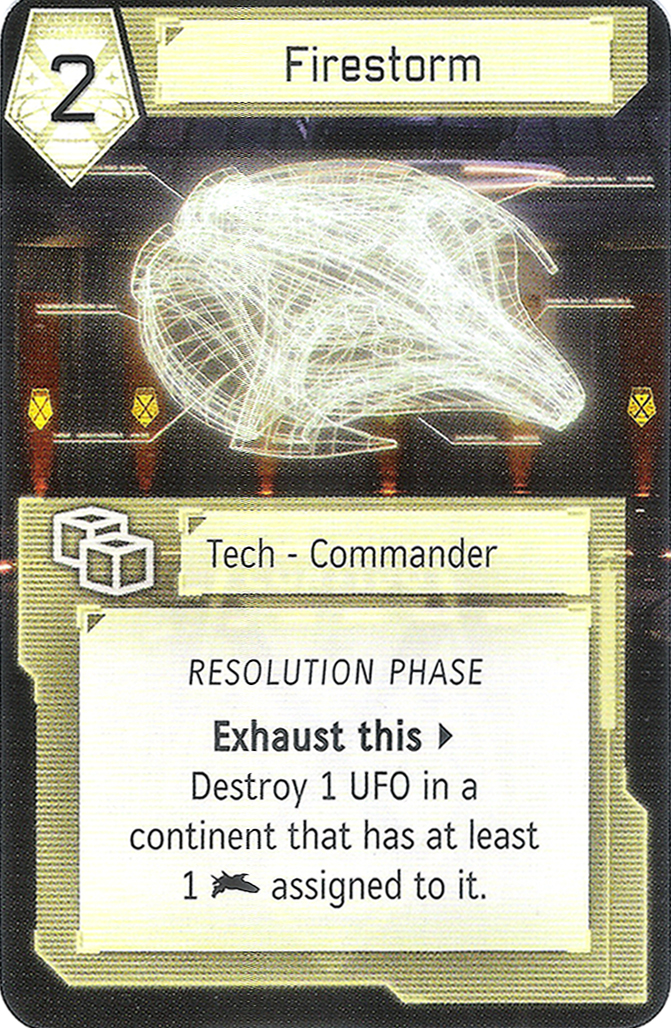 2
Firestorm
Tech - Commander
RESOLUTION PHASE
Exhaust this
Destroy 1 UFO in a
continent that has at least
1 assigned to it.